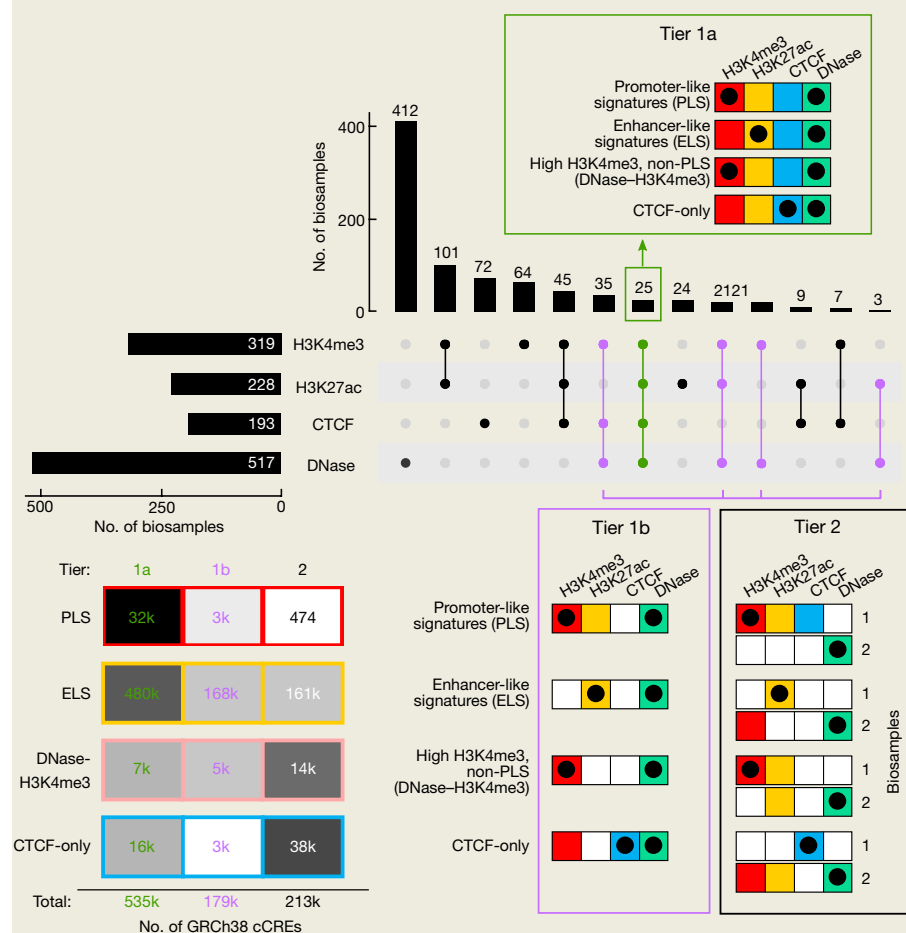 Tier 1a
H3K4me3
H3K27ac
CTCF
DNase
Promoter-like
signatures (PLS)
Enhancer-like
signatures (ELS)
High H3K4me3, non-PLS
(DNase–H3K4me3)
CTCF-only
No. of biosamples
400
200
0
412
101
72
64
45
35
25
24
2121
9
7
3
319
H3K4me3
228
H3K27ac
193
CTCF
517
DNase
500
250
0
No. of biosamples
Tier:
1a
1b
2
PLS
32k
3k
474
ELS
480k
168k
161k
DNase-
H3K4me3
7k
5k
14k
CTCF-only
16k
3k
38k
Total:
535k
179k
213k
No. of GRCh38 cCREs
Tier 1b
H3K4me3
H3K27ac
CTCF
DNase
Promoter-like
signatures (PLS)
Enhancer-like
signatures (ELS)
High H3K4me3,
non-PLS
(DNase–H3K4me3)
CTCF-only
Tier 2
H3K4me3
H3K27ac
CTCF
DNase
1
2
1
2
1
2
1
2
Biosamples